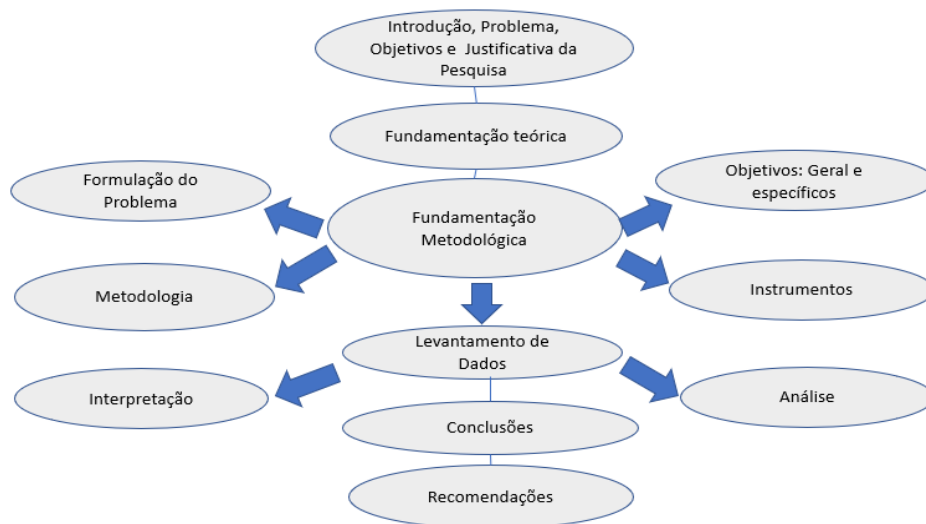 Introdução, Problema,
Objetivos e Justificativa da
Pesquisa
Fundamentação teórica
Formulação do
Problema
Objetivos: Geral e
específicos
Fundamentação
Metodológica
Metodologia
Instrumentos
Levantamento de
Dados
Interpretação
Análise
Conclusões
Recomendações